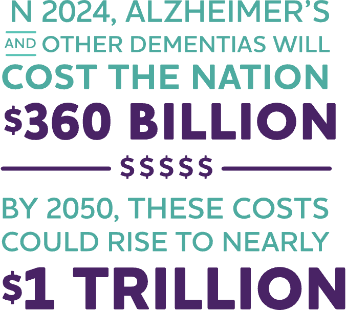 N 2024, ALZHEIMER'S
AND OTHER DEMENTIAS WILL
COST THE NATION
$360 BILLION
$$$$$
BY 2050, THESE COSTS
COULD RISE TO NEARLY
$1 TRILLION